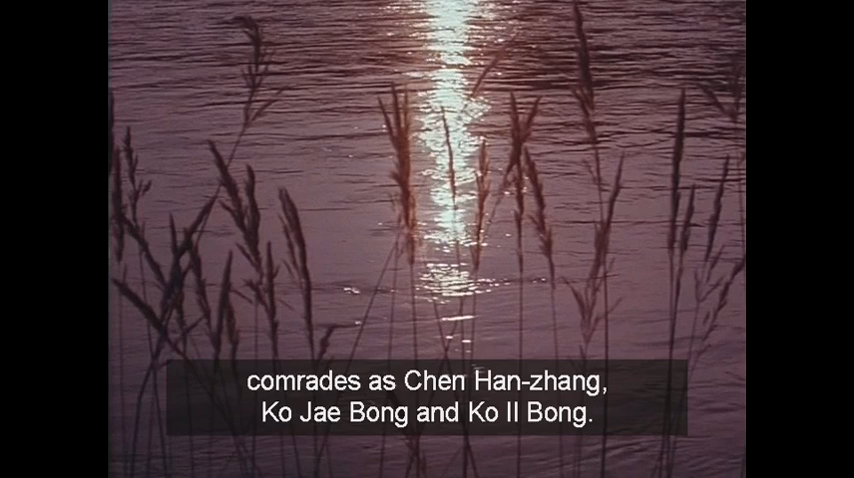 comrades as Chen Han-zhang,
Ko Jae Bong and Ko Il Bong.